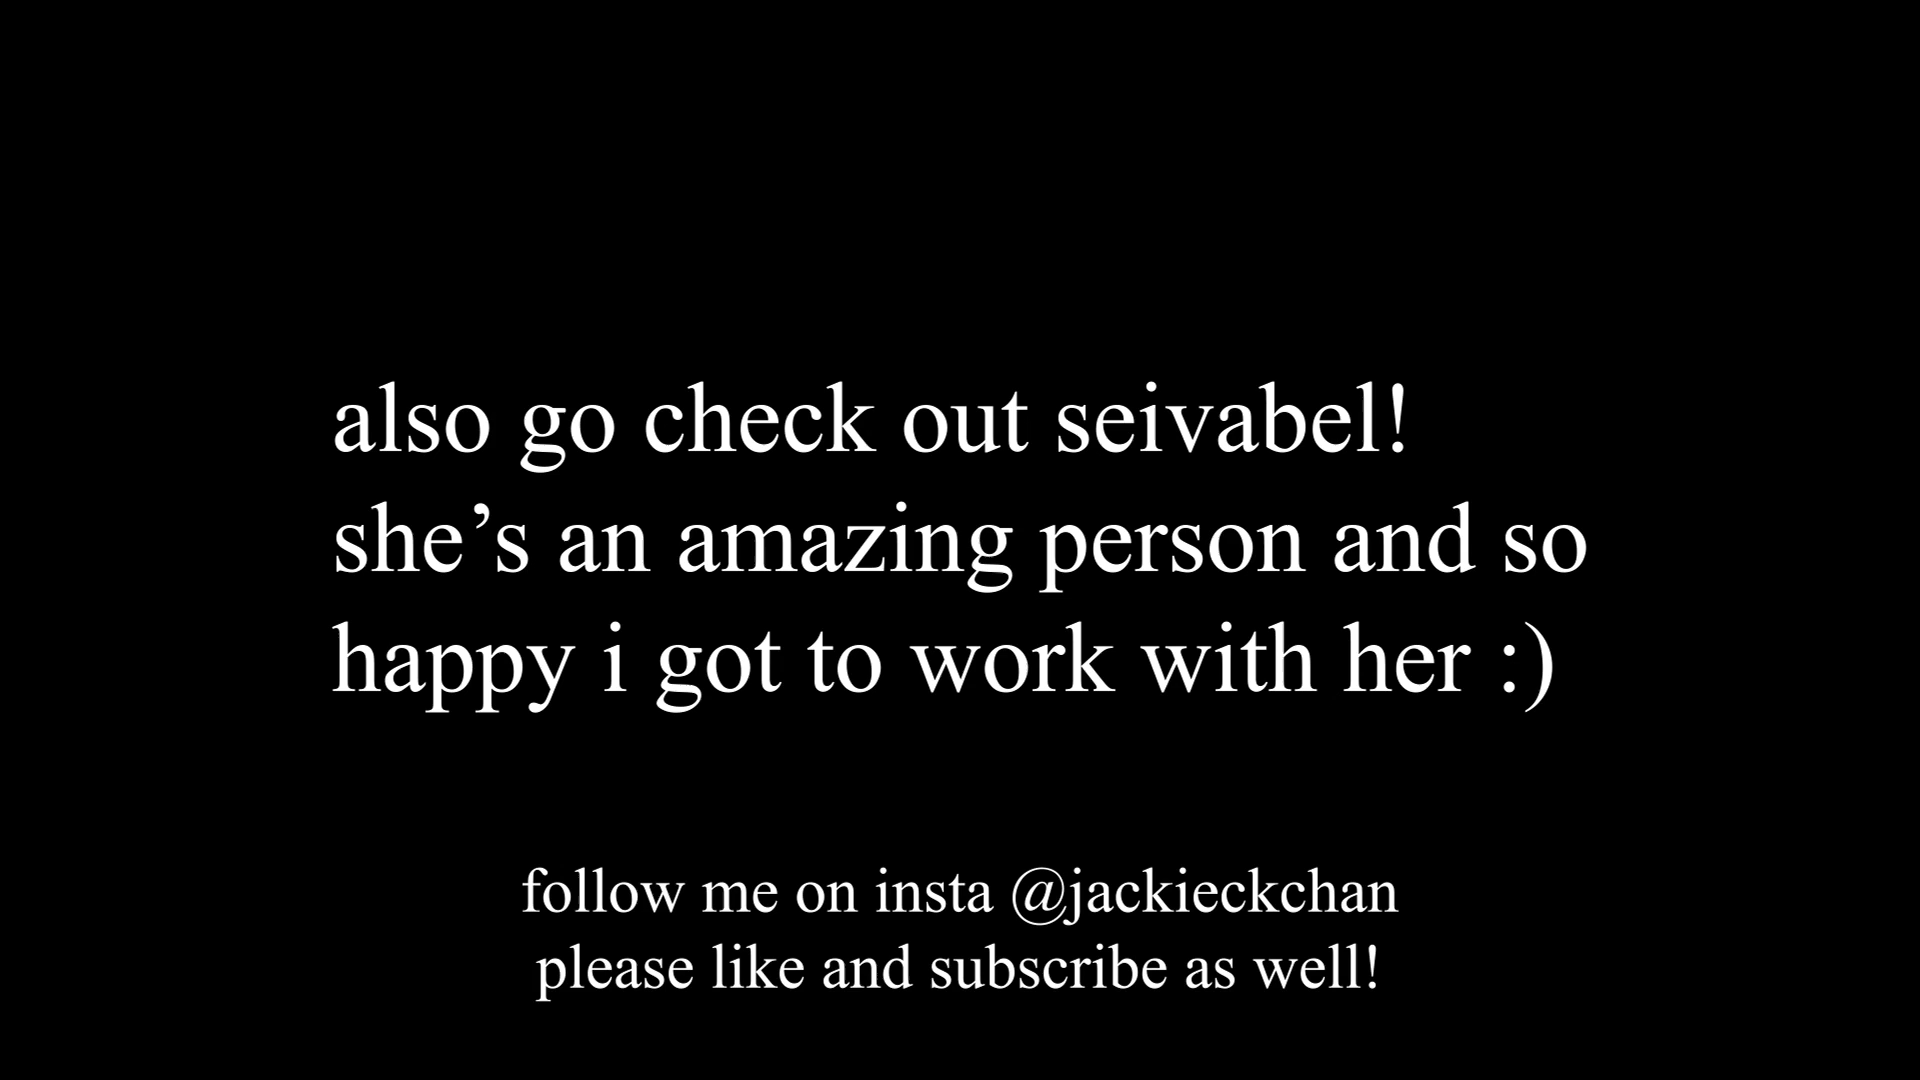 also go check out seivabel!
she’s an amazing person and so
happy i got to work with her :)
follow me on insta @jackieckchan
please like and subscribe as well!